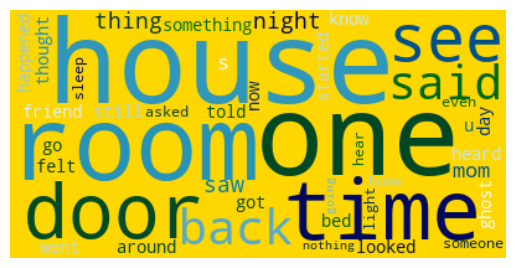 thing something night know
happened thought house see
sleep s started said
friend still asked told now even day
room one u
go felt hear heard mom
door saw got bed light home ghost
back time going
went around nothing looked someone